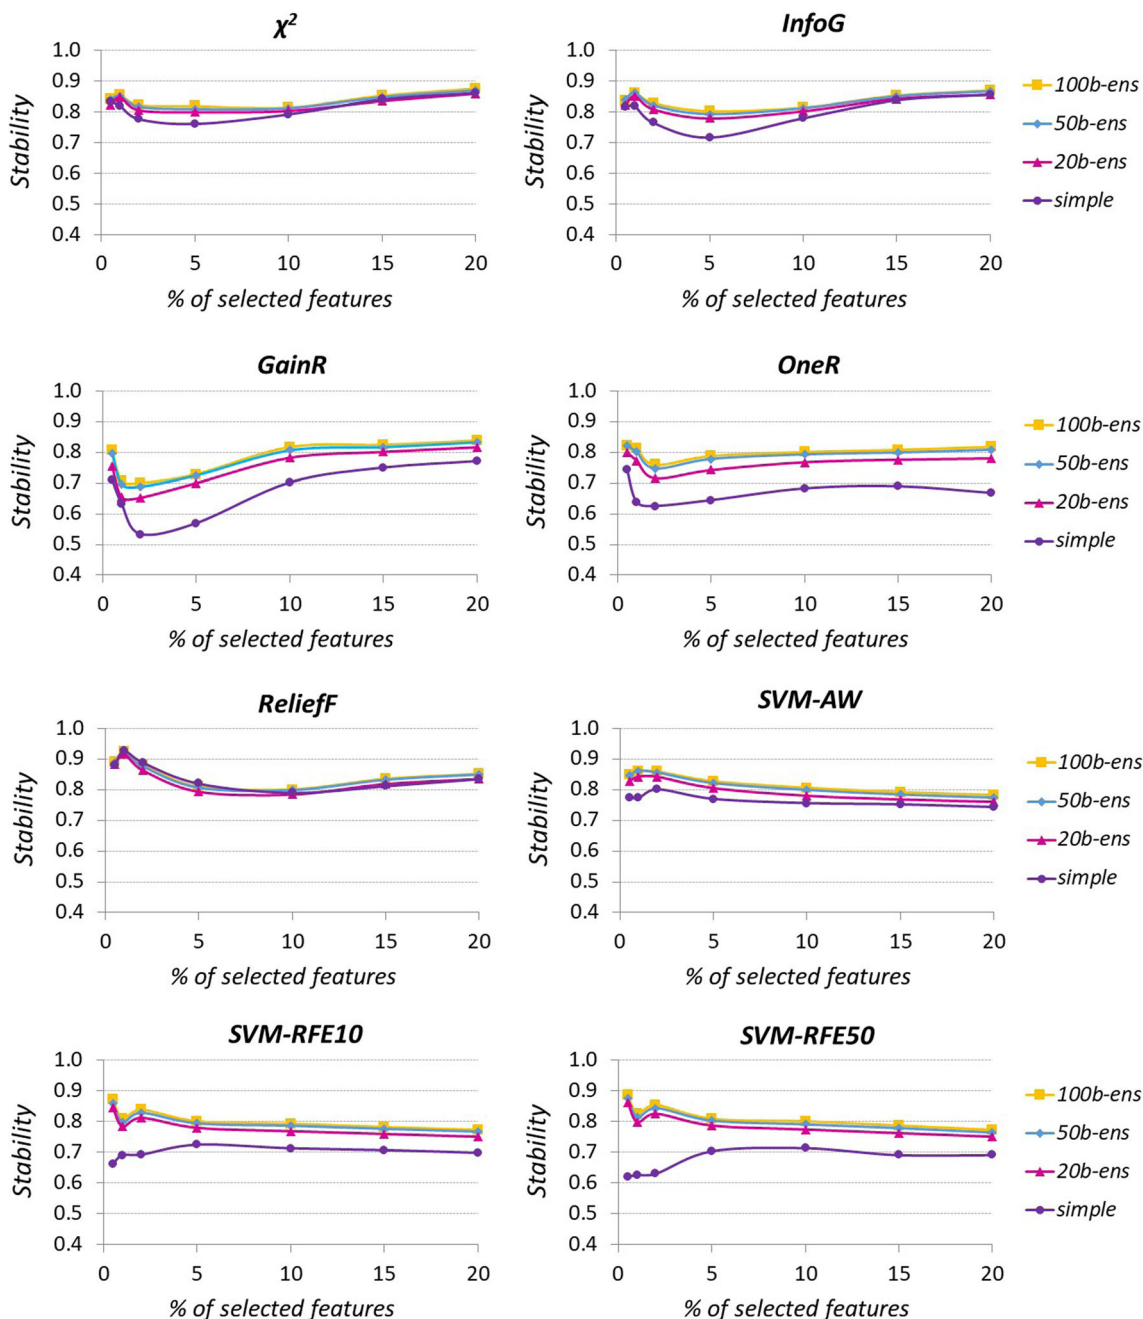 χ²
1.0
0.9
0.8
0.7
0.6
0.5
0.4
Stability
0 5 10 15 20
% of selected features
InfoG
1.0
0.9
0.8
0.7
0.6
0.5
0.4
Stability
0 5 10 15 20
% of selected features
100b-ens
50b-ens
20b-ens
simple
GainR
1.0
0.9
0.8
0.7
0.6
0.5
0.4
Stability
0 5 10 15 20
% of selected features
OneR
1.0
0.9
0.8
0.7
0.6
0.5
0.4
Stability
0 5 10 15 20
% of selected features
100b-ens
50b-ens
20b-ens
simple
ReliefF
1.0
0.9
0.8
0.7
0.6
0.5
0.4
Stability
0 5 10 15 20
% of selected features
SVM-AW
1.0
0.9
0.8
0.7
0.6
0.5
0.4
Stability
0 5 10 15 20
% of selected features
100b-ens
50b-ens
20b-ens
simple
SVM-RFE10
1.0
0.9
0.8
0.7
0.6
0.5
0.4
Stability
0 5 10 15 20
% of selected features
SVM-RFE50
1.0
0.9
0.8
0.7
0.6
0.5
0.4
Stability
0 5 10 15 20
% of selected features
100b-ens
50b-ens
20b-ens
simple